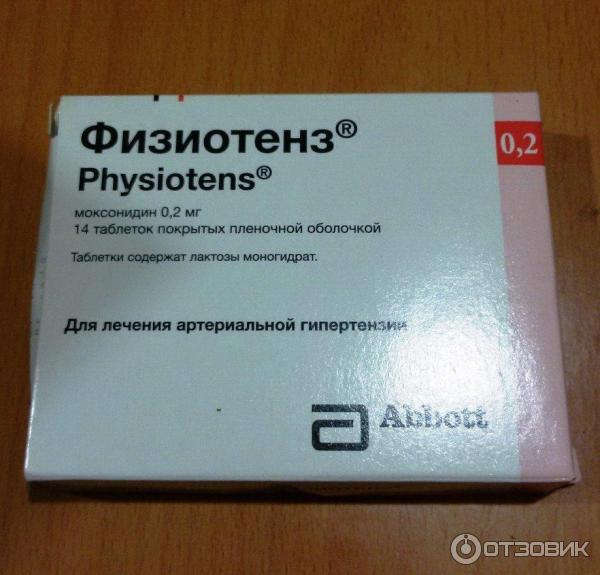 Физиотенз®
Physiotens®
0,2
моксонидин 0,2 мг
14 таблеток покрытых пленочной оболочкой
Таблетки содержат лактозы моногидрат.
Для лечения артериальной гипертензии
Abbott
ОТЗОВИК